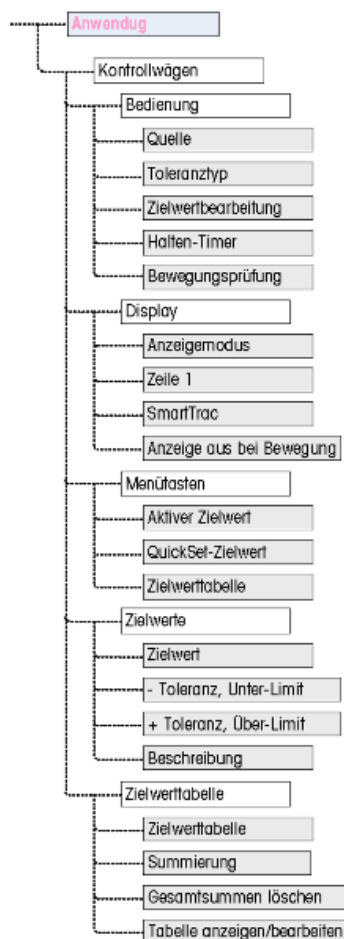 Anwendug
Kontrollwägen
Bedienung
Quelle
Toleranztyp
Zielwertbearbeitung
Halten-Timer
Bewegungsprüfung
Display
Anzeigemodus
Zeile 1
SmartTrac
Anzeige aus bei Bewegung
Menütasten
Aktiver Zielwert
QuickSet-Zielwert
Zielwerttabelle
Zielwerte
Zielwert
- Toleranz, Unter-Limit
+ Toleranz, Über-Limit
Beschreibung
Zielwerttabelle
Zielwerttabelle
Summierung
Gesamtsummen löschen
Tabelle anzeigen/bearbeiten